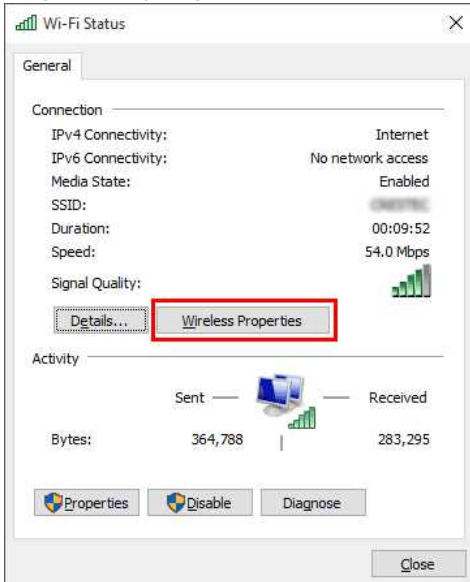 Wi-Fi Status
General
Connection
IPv4 Connectivity: Internet
IPv6 Connectivity: No network access
Media State: Enabled
SSID:
Duration: 00:09:52
Speed: 54.0 Mbps
Signal Quality:
Details... Wireless Properties
Activity
Sent — — Received
Bytes: 364,788 283,295
Properties Disable Diagnose
Close